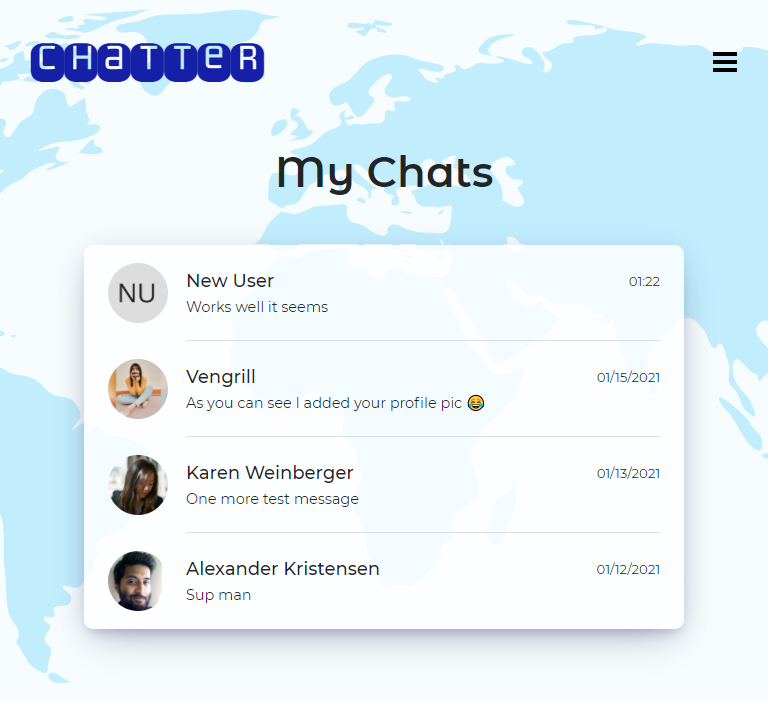 CHaTTeR
My Chats
NU
New User
01:22
Works well it seems
Vengrill
01/15/2021
As you can see I added your profile pic 😂
Karen Weinberger
01/13/2021
One more test message
Alexander Kristensen
01/12/2021
Sup man